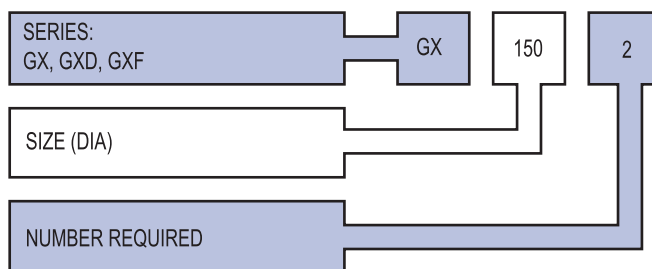 SERIES:
GX, GXD, GXF
GX
150
2
SIZE (DIA)
NUMBER REQUIRED